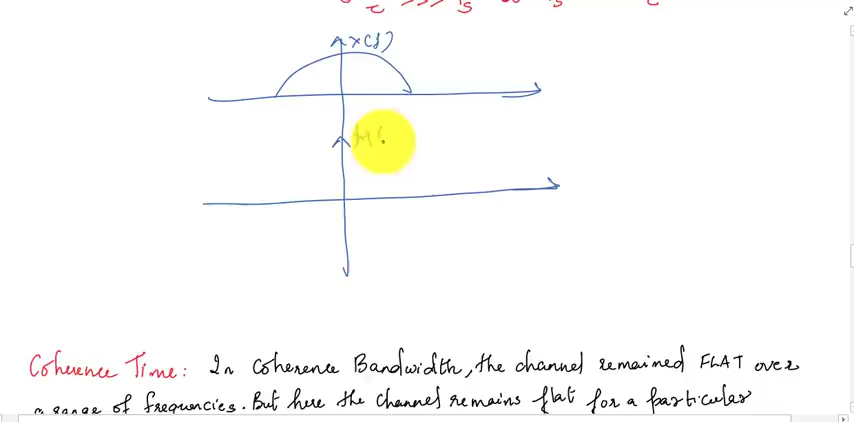 X(f)
H(
Coherence Time: In Coherence Bandwidth, the channel remained FLAT over
a range of frequencies. But here the channel remains flat for a particular